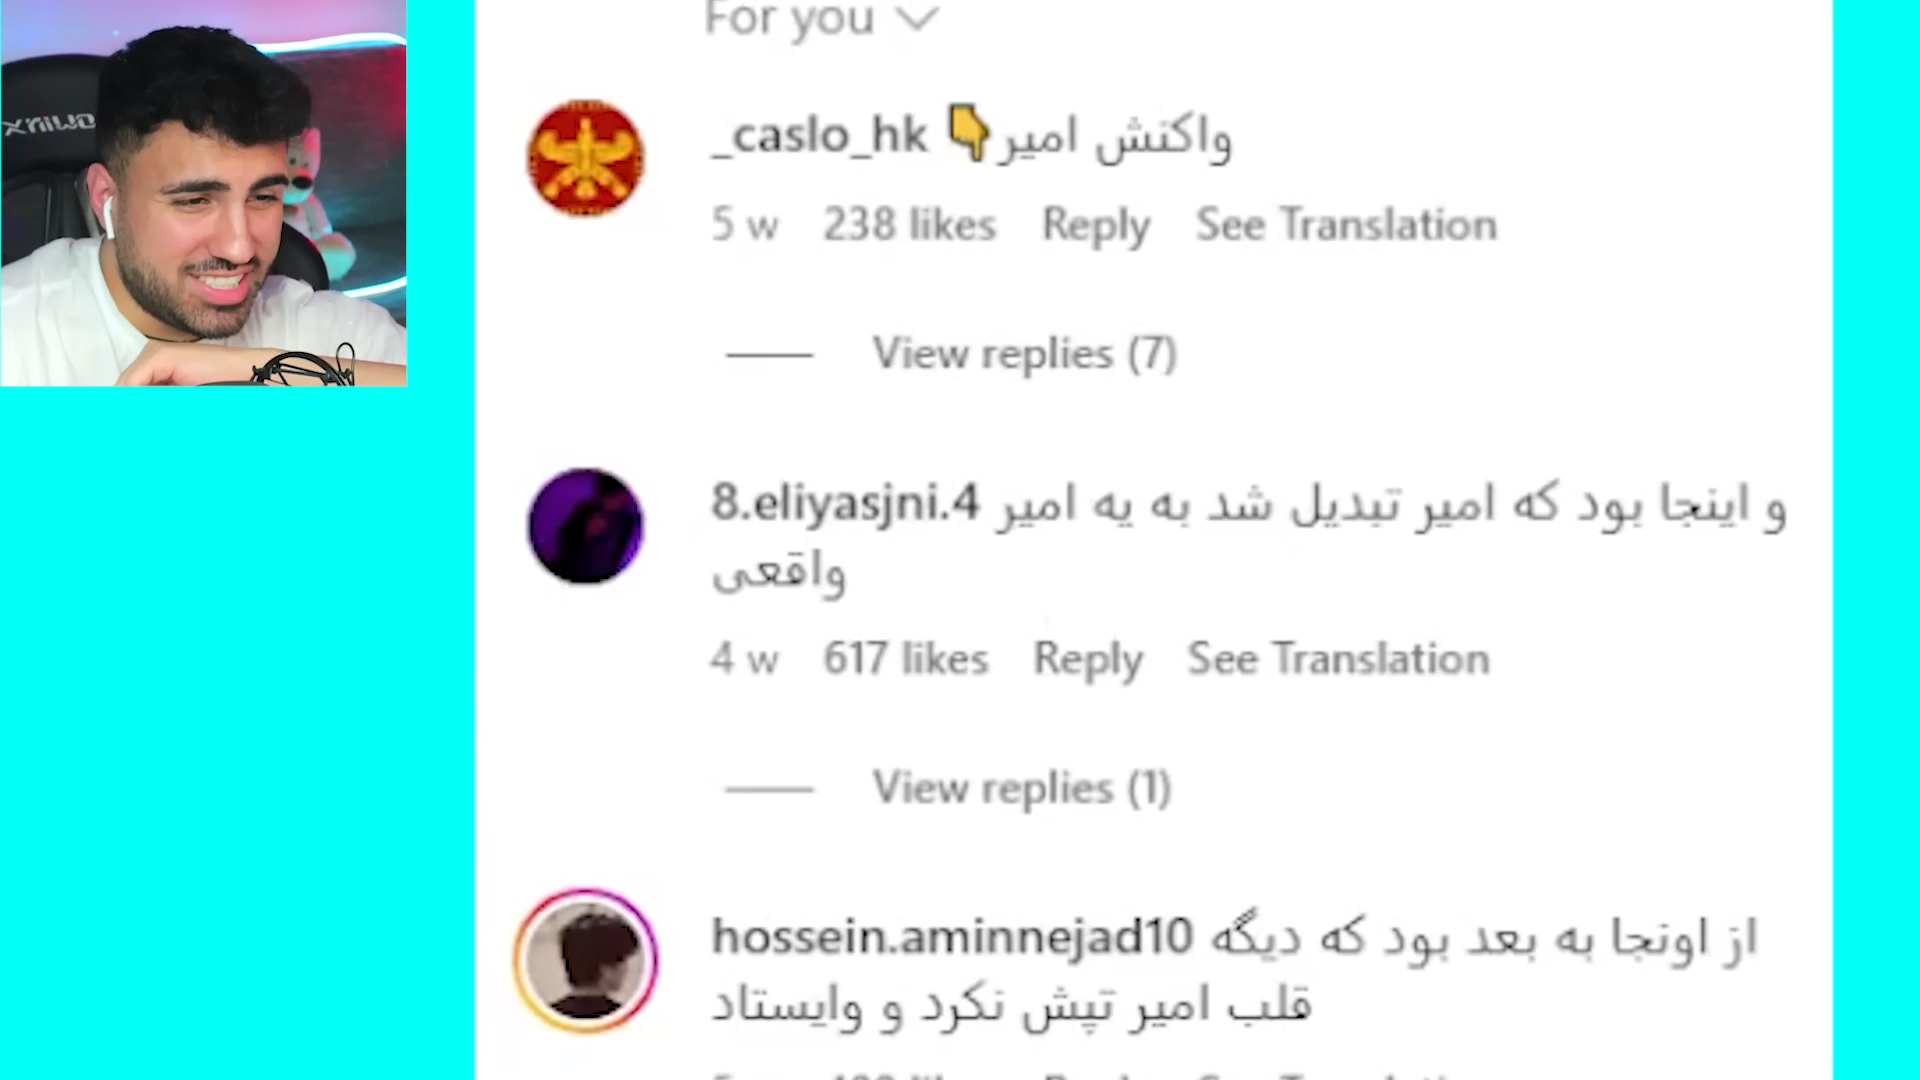 For you
_caslo_hk 👇واکنش امیر
5 w 238 likes Reply See Translation
View replies (7)
8.eliyasjni.4 و اینجا بود که امیر تبدیل شد به یه امیر
واقعی
4 w 617 likes Reply See Translation
View replies (1)
hossein.aminnejad10 از اونجا به بعد بود که دیگه
قلب امیر تپش نکرد و وایستاد